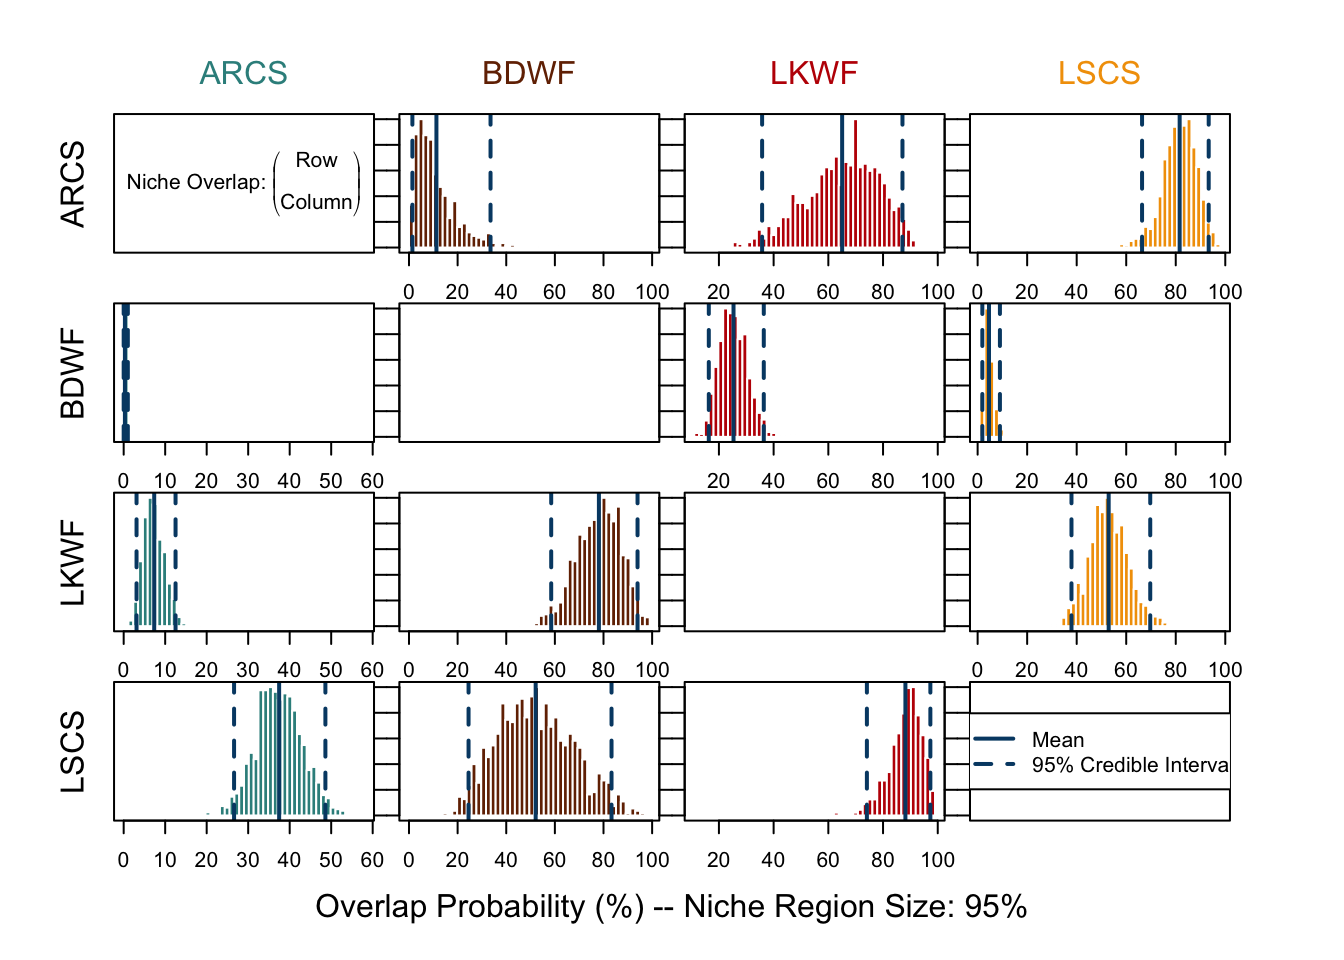 ARCS BDWF LKWF LSCS
ARCS
Niche Overlap: ( Row
Column )
0 20 40 60 80 100
20 40 60 80 100
0 20 40 60 80 100
BDWF
0 10 20 30 40 50 60
20 40 60 80 100
0 20 40 60 80 100
LKWF
0 10 20 30 40 50 60
0 20 40 60 80 100
0 20 40 60 80 100
LSCS
Mean
95% Credible Interva
0 10 20 30 40 50 60
0 20 40 60 80 100
20 40 60 80 100
Overlap Probability (%) -- Niche Region Size: 95%